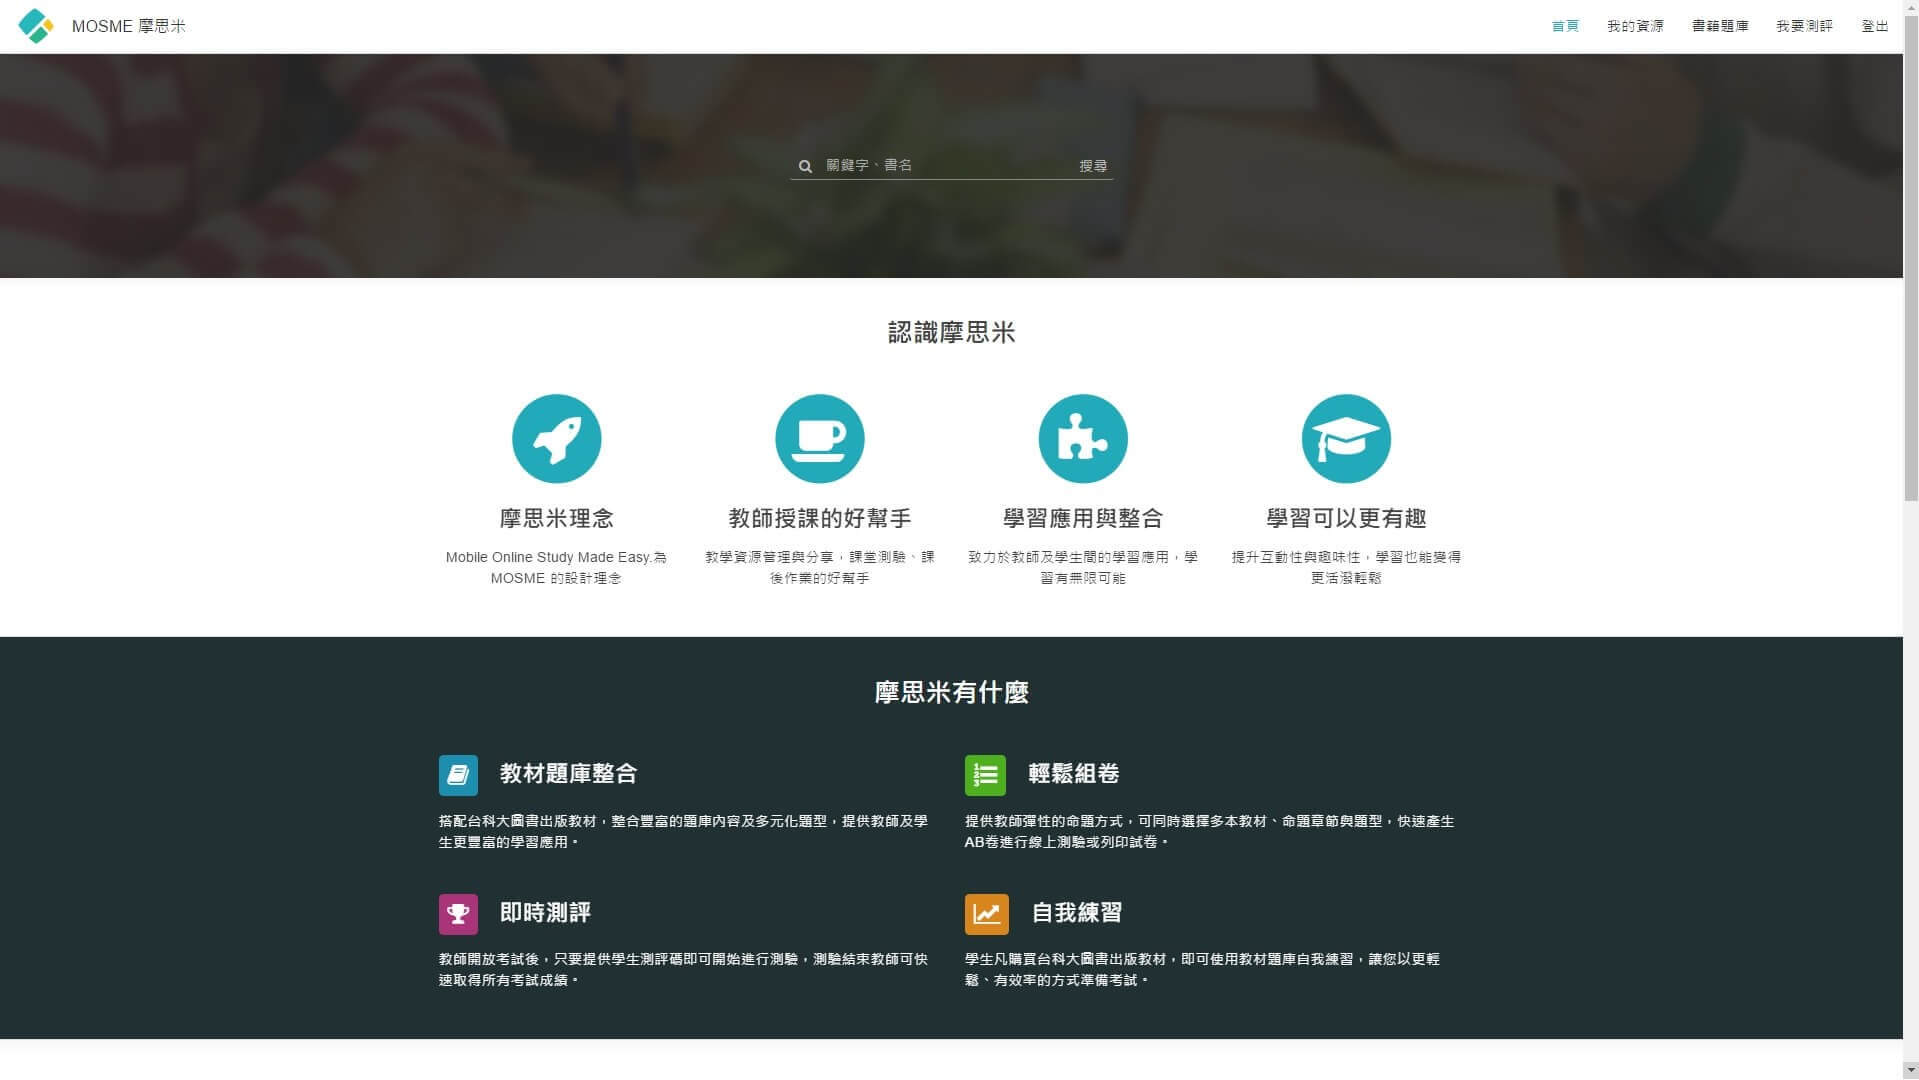 MOSME 摩思米
首頁 我的資源 書籍題庫 我要測評 登出
關鍵字、書名 搜尋
認識摩思米
摩思米理念
Mobile Online Study Made Easy.為
MOSME 的設計理念
教師授課的好幫手
教學資源管理與分享，課堂測驗、課
後作業的好幫手
學習應用與整合
致力於教師及學生間的學習應用，學
習有無限可能
學習可以更有趣
提升互動性與趣味性，學習也能變得
更活潑輕鬆
摩思米有什麼
教材題庫整合
搭配台科大圖書出版教材，整合豐富的題庫內容及多元化題型，提供教師及學
生更豐富的學習應用。
輕鬆組卷
提供教師彈性的命題方式，可同時選擇多本教材、命題章節與題型，快速產生
AB卷進行線上測驗或列印試卷。
即時測評
教師開放考試後，只要提供學生測評碼即可開始進行測驗，測驗結束教師可快
速取得所有考試成績。
自我練習
學生凡購買台科大圖書出版教材，即可使用教材題庫自我練習，讓您以更輕
鬆、有效率的方式準備考試。